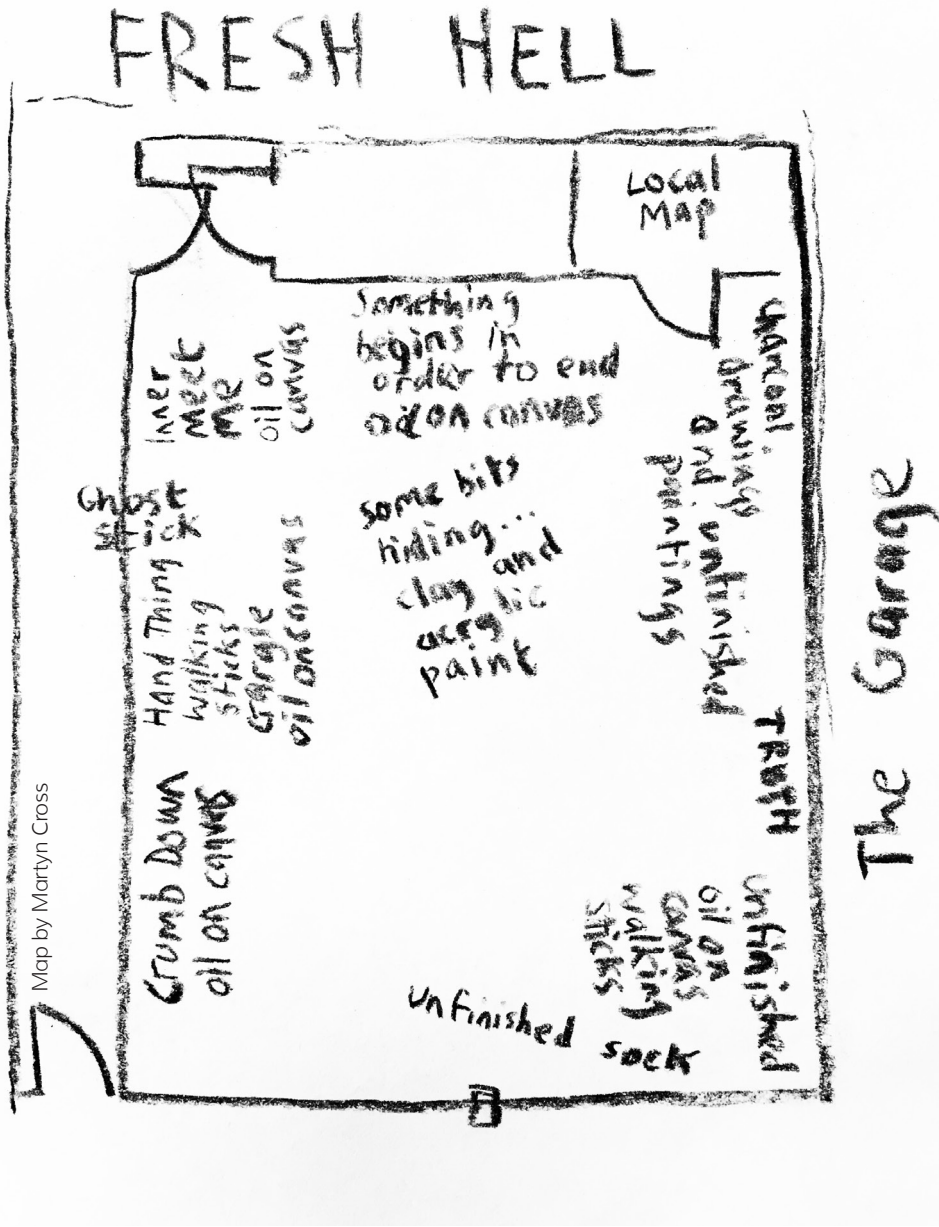 FRESH HELL
Local
Map
Something
begins in
order to end
oil on canvas
Inner
Meet
Me
oil on
canvas
charcoal
drawings
and unfinished
paintings
Ghost
stick
some bits
hiding...
clay and
acrylic
paint
Hand Thing
walking
sticks
Gargle
oil on canvas
The Garage
TRUTH
Crumb Down
oil on canvas
Map by Martyn Cross
unfinished
oil on
canvas
walking
sticks
unfinished
sock